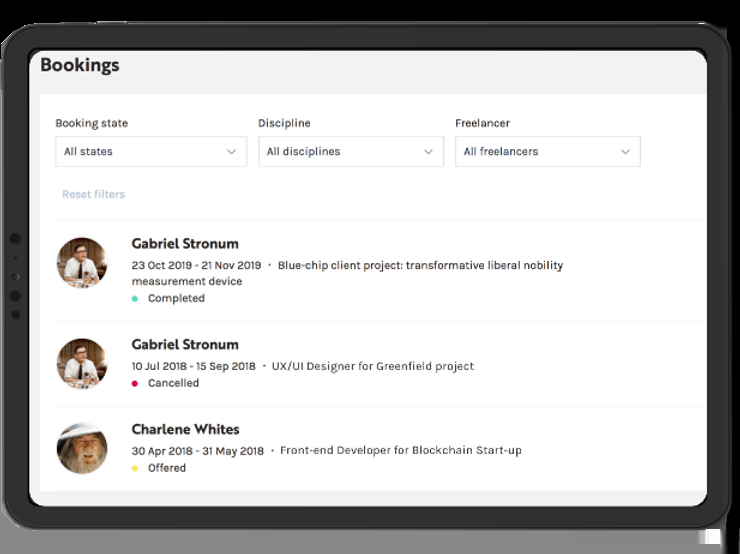 Bookings
Booking state
Discipline
Freelancer
All states
All disciplines
All freelancers
Reset filters
Gabriel Stronum
23 Oct 2019 - 21 Nov 2019 · Blue-chip client project: transformative liberal nobility
measurement device
Completed
Gabriel Stronum
10 Jul 2018 - 15 Sep 2018 · UX/UI Designer for Greenfield project
Cancelled
Charlene Whites
30 Apr 2018 - 31 May 2018 · Front-end Developer for Blockchain Start-up
Offered